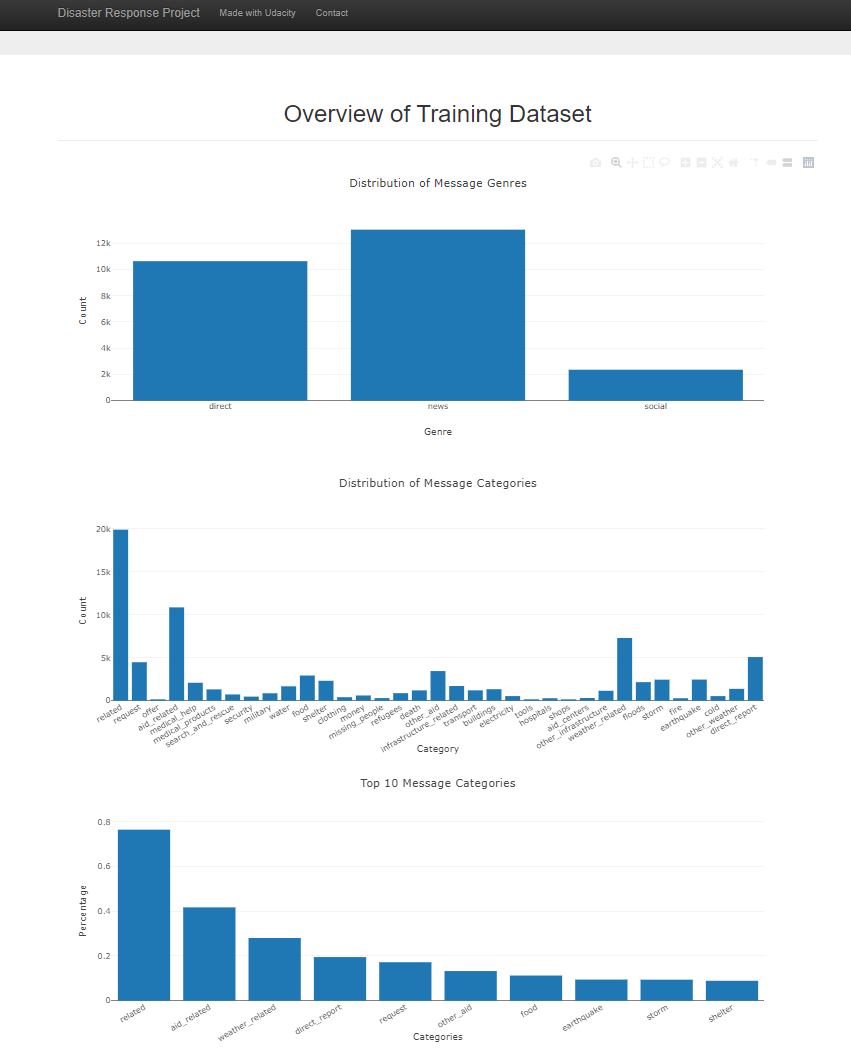 Disaster Response Project Made with Udacity Contact
Overview of Training Dataset
Distribution of Message Genres
12k
10k
8k
6k
4k
2k
0
Count
direct news social
Genre
Distribution of Message Categories
20k
15k
10k
5k
0
Count
related request offer aid_related medical_help medical_products search_and_rescue security military water food shelter clothing money missing_people refugees death other_aid infrastructure_related transport buildings electricity tools hospitals shops aid_centers other_infrastructure weather_related floods storm fire earthquake cold other_weather direct_report
Category
Top 10 Message Categories
0.8
0.6
0.4
0.2
0
Percentage
related aid_related weather_related direct_report request other_aid food earthquake storm shelter
Categories